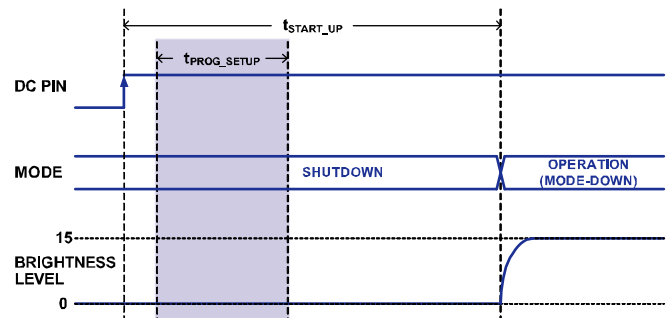 tSTART_UP
tPROG_SETUP
DC PIN
MODE
SHUTDOWN
OPERATION
(MODE-DOWN)
15
BRIGHTNESS
LEVEL
0